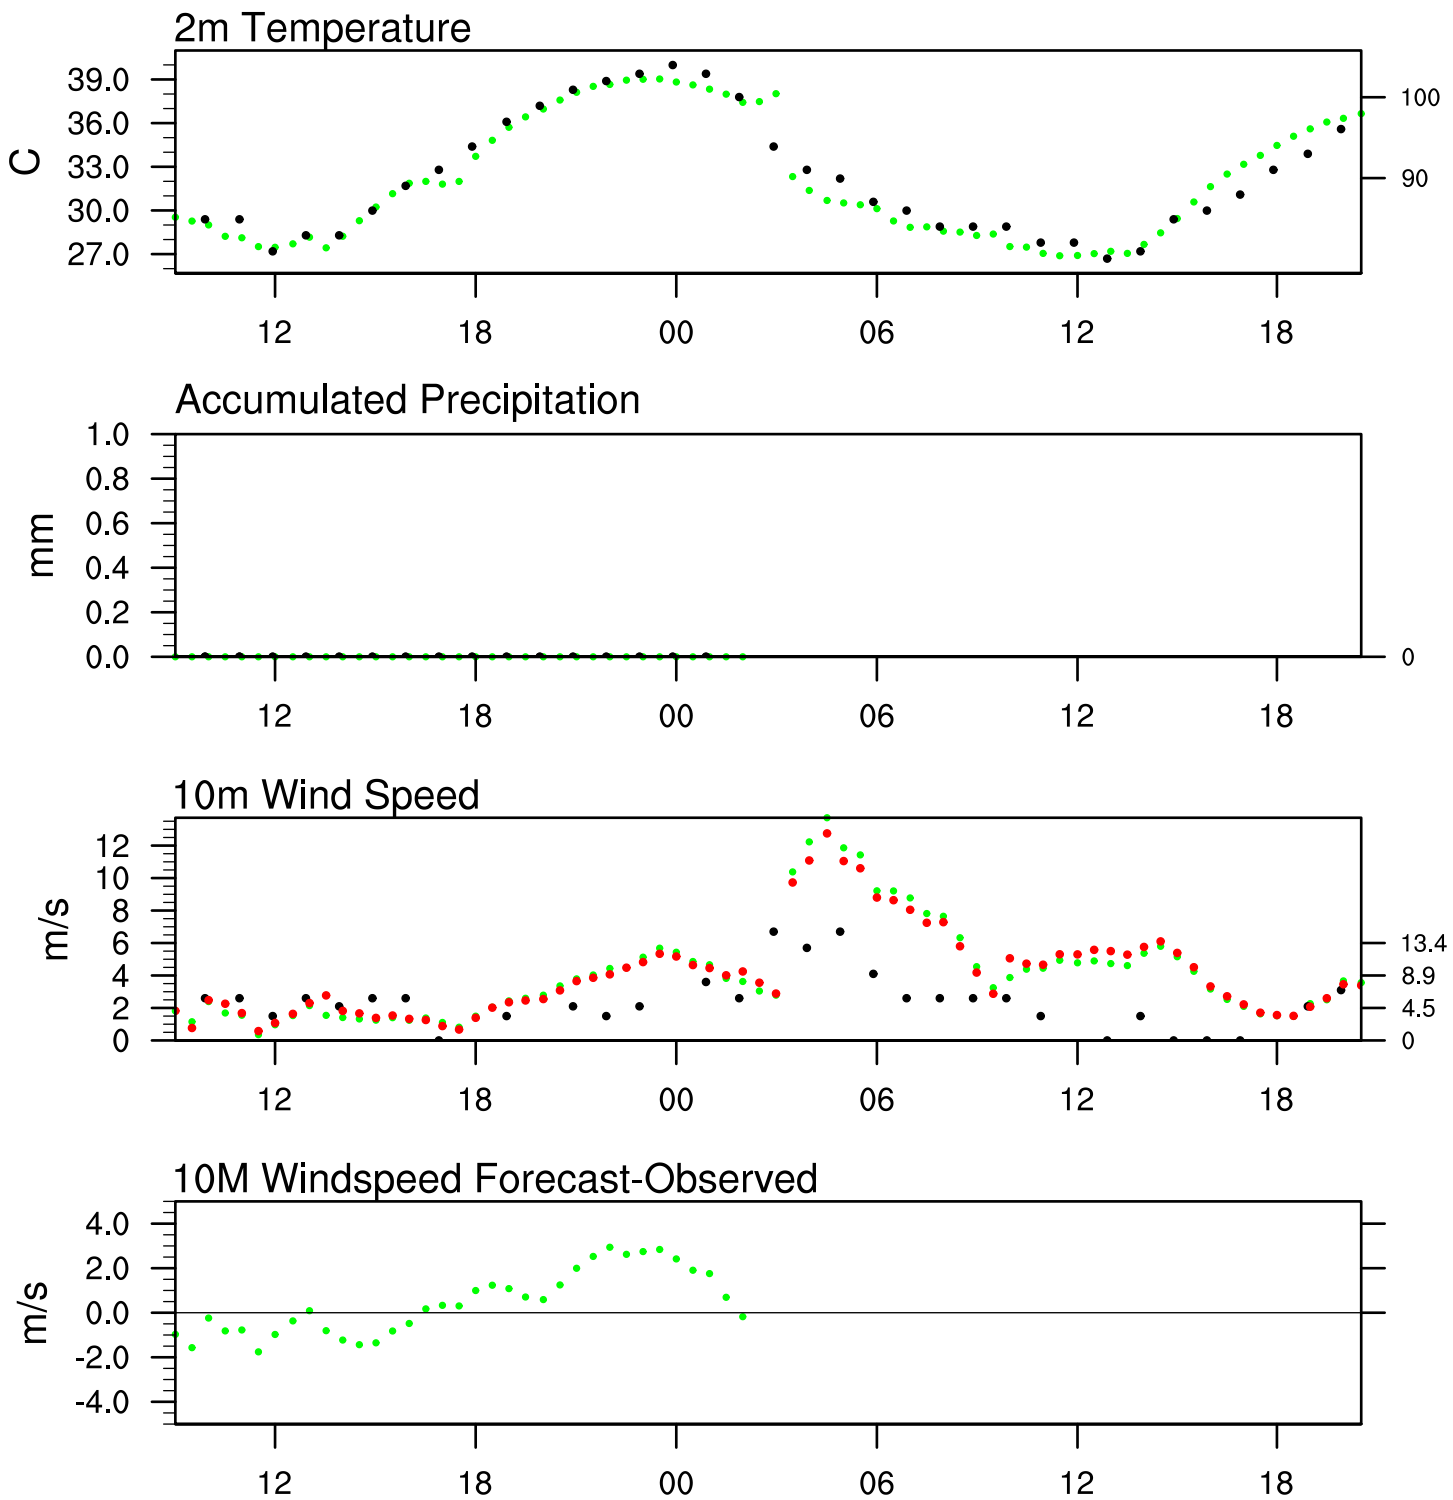 2m Temperature
39.0
36.0
33.0
30.0
27.0
C
100
90
12 18 00 06 12 18
Accumulated Precipitation
1.0
0.8
0.6
0.4
0.2
0.0
mm
0
12 18 00 06 12 18
10m Wind Speed
12
10
8
6
4
2
0
m/s
13.4
8.9
4.5
0
12 18 00 06 12 18
10M Windspeed Forecast-Observed
4.0
2.0
0.0
-2.0
-4.0
m/s
12 18 00 06 12 18